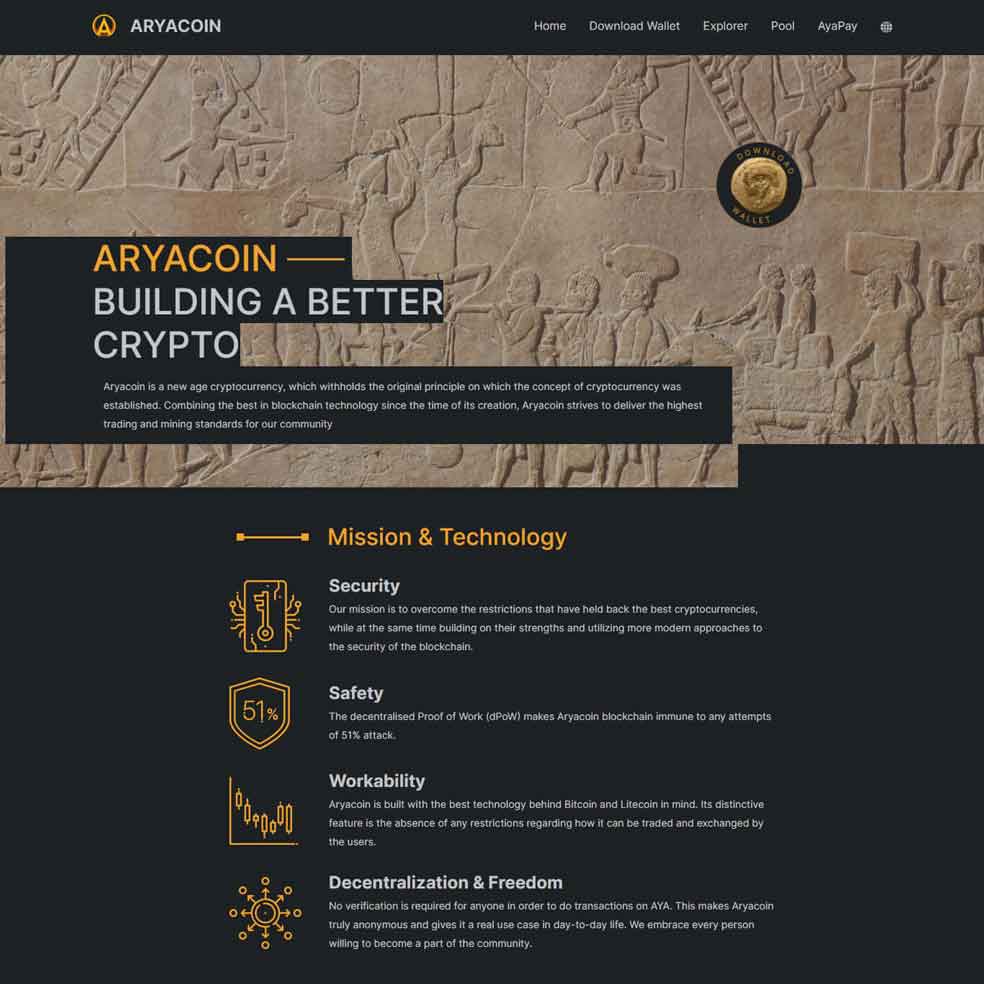 ARYACOIN
Home Download Wallet Explorer Pool AyaPay
DOWNLOAD
WALLET
ARYACOIN
BUILDING A BETTER
CRYPTO
Aryacoin is a new age cryptocurrency, which withholds the original principle on which the concept of cryptocurrency was
established. Combining the best in blockchain technology since the time of its creation, Aryacoin strives to deliver the highest
trading and mining standards for our community
Mission & Technology
Security
Our mission is to overcome the restrictions that have held back the best cryptocurrencies,
while at the same time building on their strengths and utilizing more modern approaches to
the security of the blockchain.
51%
Safety
The decentralised Proof of Work (dPoW) makes Aryacoin blockchain immune to any attempts
of 51% attack.
Workability
Aryacoin is built with the best technology behind Bitcoin and Litecoin in mind. Its distinctive
feature is the absence of any restrictions regarding how it can be traded and exchanged by
the users.
Decentralization & Freedom
No verification is required for anyone in order to do transactions on AYA. This makes Aryacoin
truly anonymous and gives it a real use case in day-to-day life. We embrace every person
willing to become a part of the community.